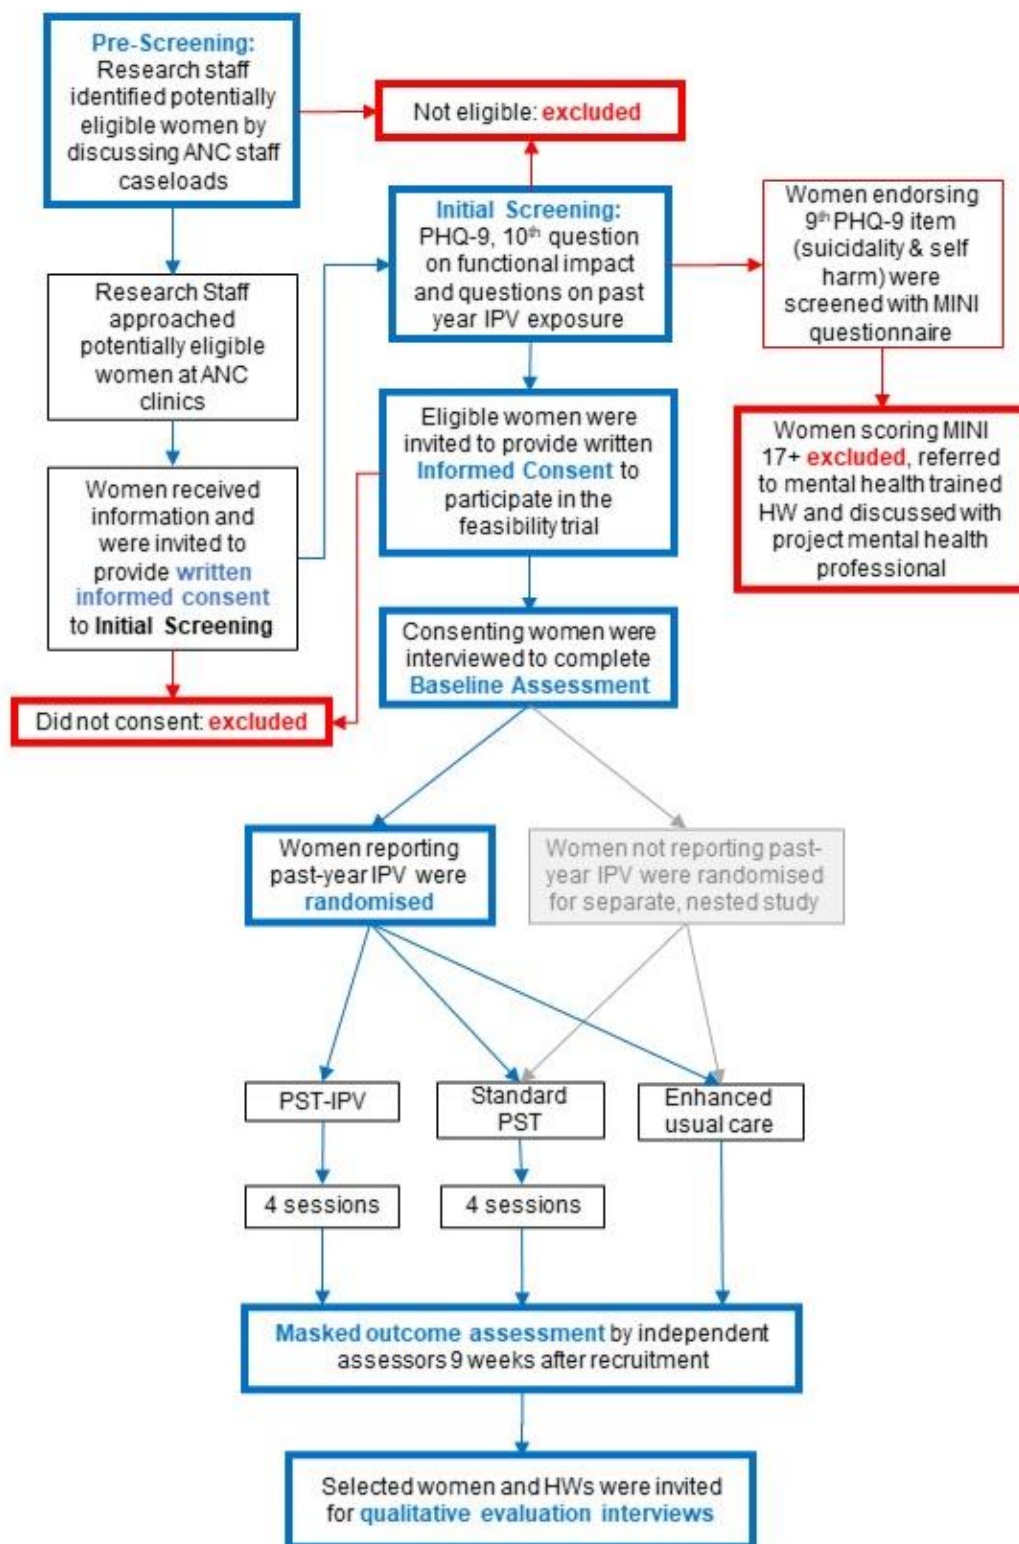 Pre-Screening:
Research staff
identified potentially
eligible women by
discussing ANC staff
caseloads
Not eligible: excluded
Initial Screening:
PHQ-9, 10th question
on functional impact
and questions on past
year IPV exposure
Women endorsing
9th PHQ-9 item
(suicidality & self
harm) were
screened with MINI
questionnaire
Research Staff
approached
potentially eligible
women at ANC
clinics
Eligible women were
invited to provide written
Informed Consent to
participate in the
feasibility trial
Women scoring MINI
17+ excluded, referred
to mental health trained
HW and discussed with
project mental health
professional
Women received
information and
were invited to
provide written
informed consent
to Initial Screening
Consenting women were
interviewed to complete
Baseline Assessment
Did not consent: excluded
Women reporting
past-year IPV were
randomised
Women not reporting past-
year IPV were randomised
for separate, nested study
PST-IPV
Standard
PST
Enhanced
usual care
4 sessions
4 sessions
Masked outcome assessment by independent
assessors 9 weeks after recruitment
Selected women and HWs were invited
for qualitative evaluation interviews